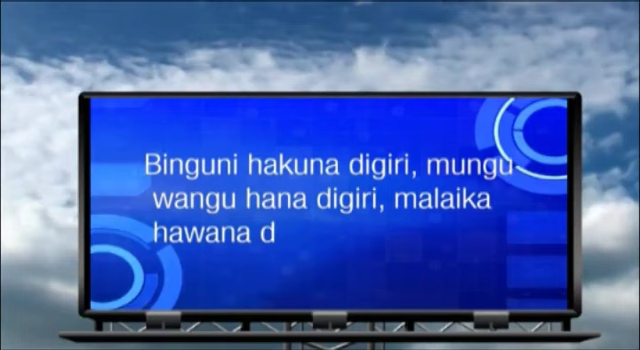 Binguni hakuna digiri, mungu
wangu hana digiri, malaika
hawana d